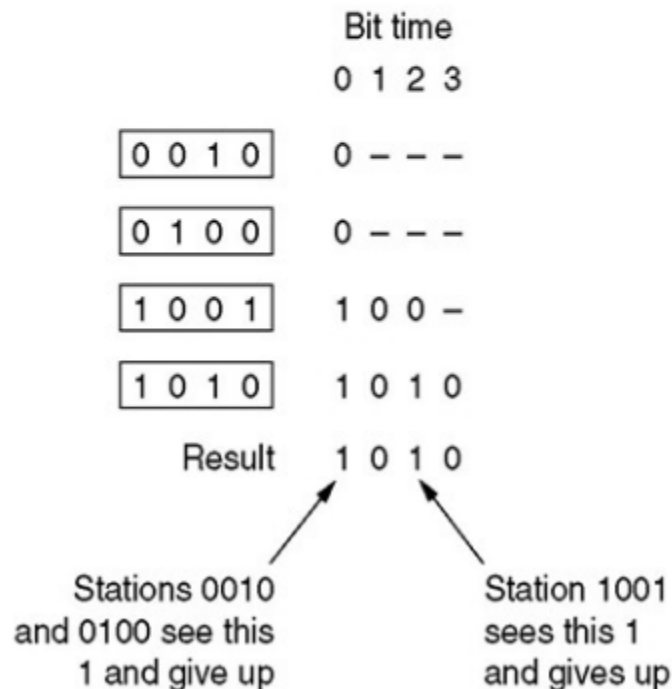 Bit time
0 1 2 3
0 0 1 0 0 – – –
0 1 0 0 0 – – –
1 0 0 1 1 0 0 –
1 0 1 0 1 0 1 0
Result 1 0 1 0
Stations 0010
and 0100 see this
1 and give up
Station 1001
sees this 1
and gives up